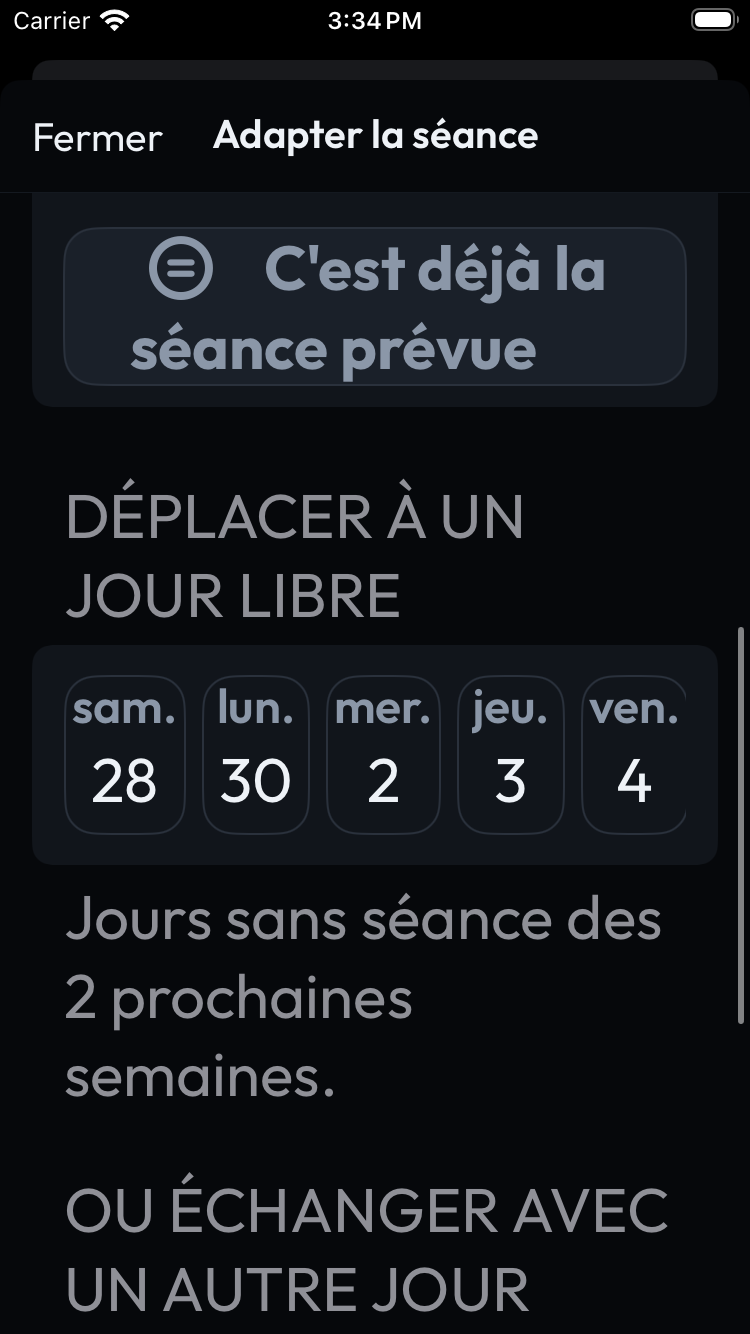 Carrier 3:34 PM
Fermer Adapter la séance
C'est déjà la
séance prévue
DÉPLACER À UN
JOUR LIBRE
sam. lun. mer. jeu. ven.
28 30 2 3 4
Jours sans séance des
2 prochaines
semaines.
OU ÉCHANGER AVEC
UN AUTRE JOUR